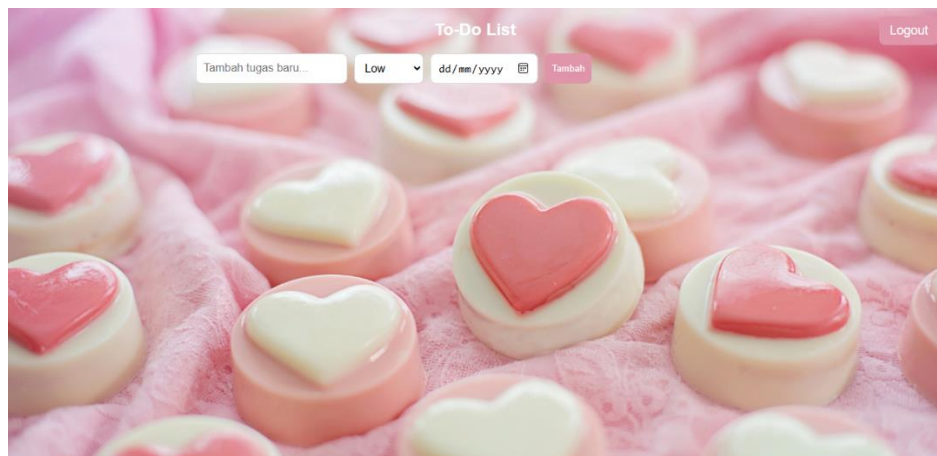 To-Do List
Logout
Tambah tugas baru...
Low
dd/mm/yyyy
Tambah